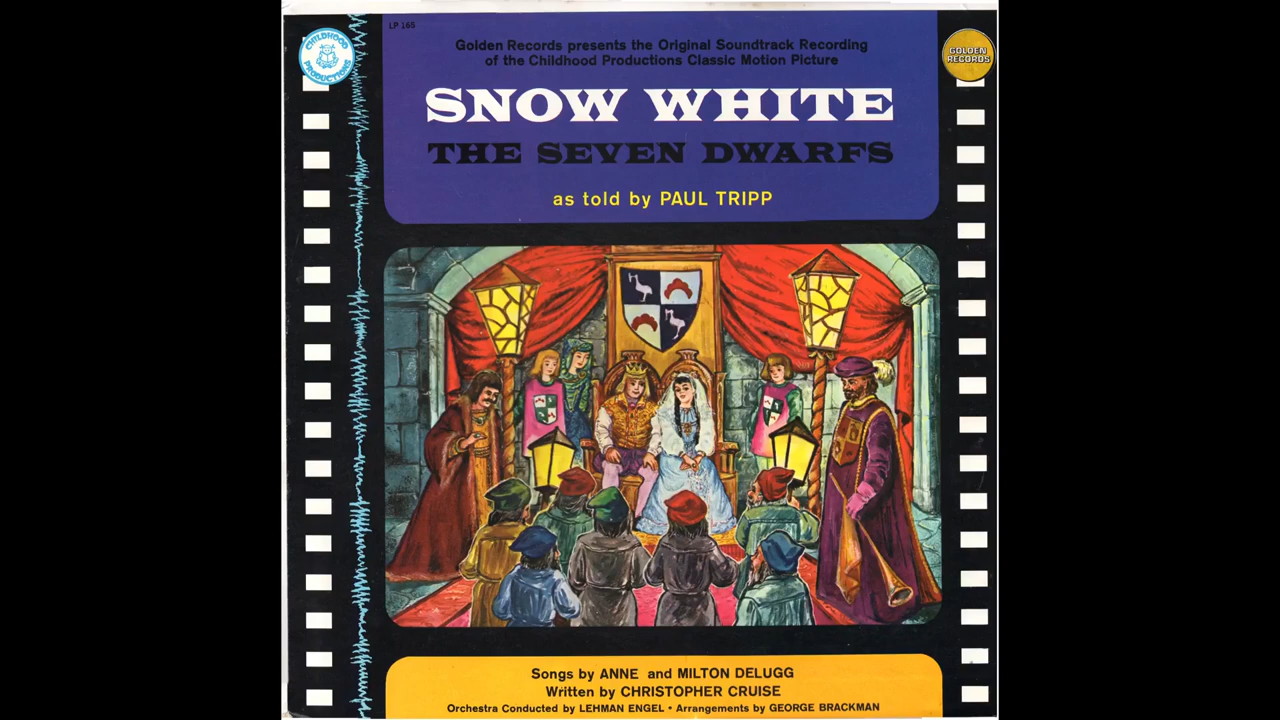 LP 165
CHILDHOOD
PRODUCTIONS
GOLDEN
RECORDS
Golden Records presents the Original Soundtrack Recording
of the Childhood Productions Classic Motion Picture
SNOW WHITE
THE SEVEN DWARFS
as told by PAUL TRIPP
Songs by ANNE and MILTON DELUGG
Written by CHRISTOPHER CRUISE
Orchestra Conducted by LEHMAN ENGEL • Arrangements by GEORGE BRACKMAN